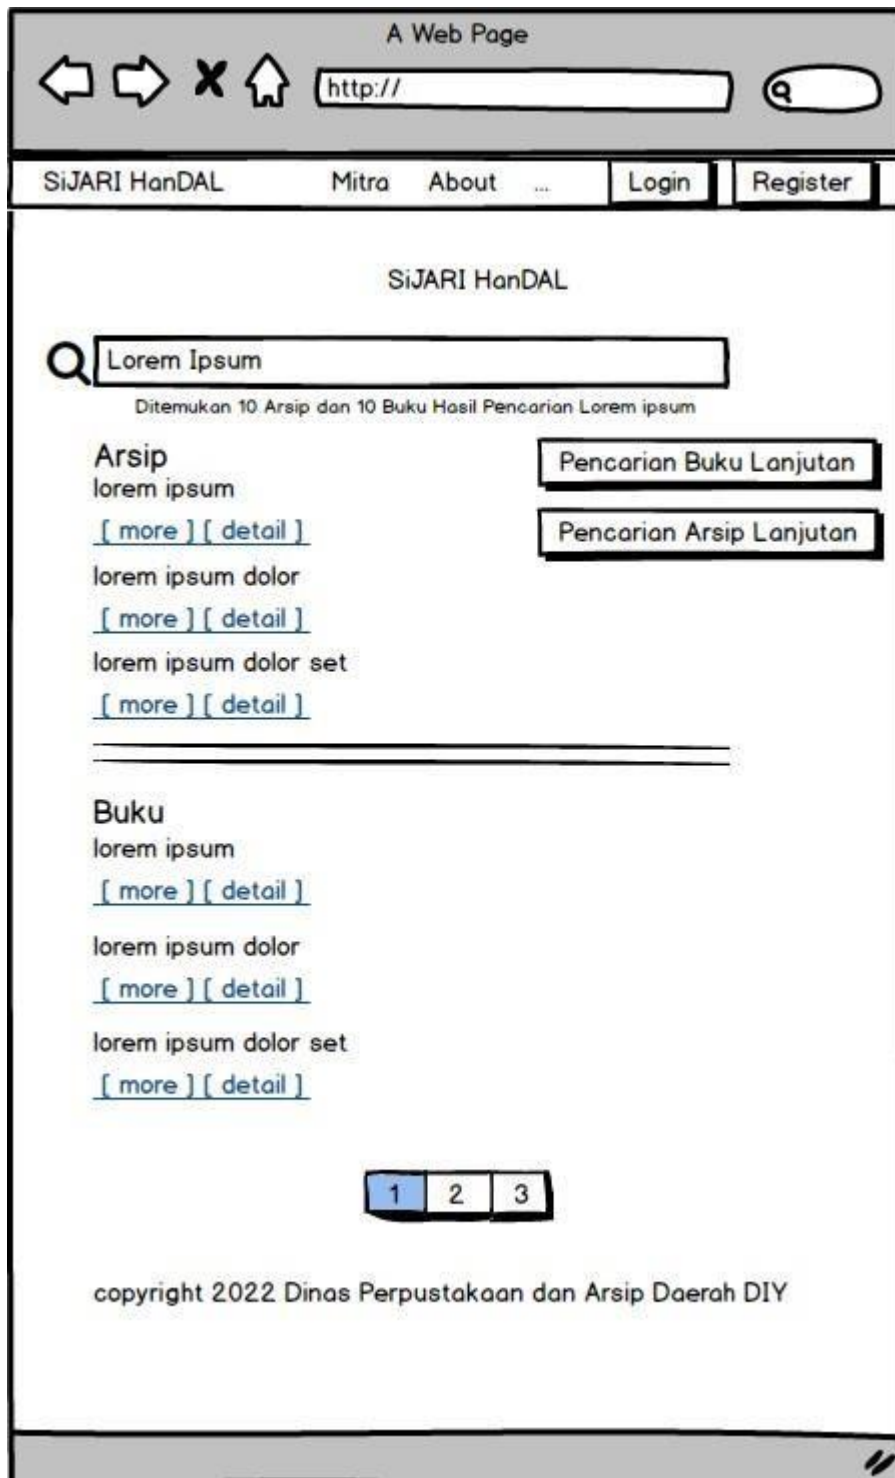 A Web Page
http://
SiJARI HanDAL Mitra About ... Login Register
SiJARI HanDAL
Lorem Ipsum
Ditemukan 10 Arsip dan 10 Buku Hasil Pencarian Lorem ipsum
Arsip
lorem ipsum
[ more ] [ detail ]
lorem ipsum dolor
[ more ] [ detail ]
lorem ipsum dolor set
[ more ] [ detail ]
Pencarian Buku Lanjutan
Pencarian Arsip Lanjutan
Buku
lorem ipsum
[ more ] [ detail ]
lorem ipsum dolor
[ more ] [ detail ]
lorem ipsum dolor set
[ more ] [ detail ]
1 2 3
copyright 2022 Dinas Perpustakaan dan Arsip Daerah DIY